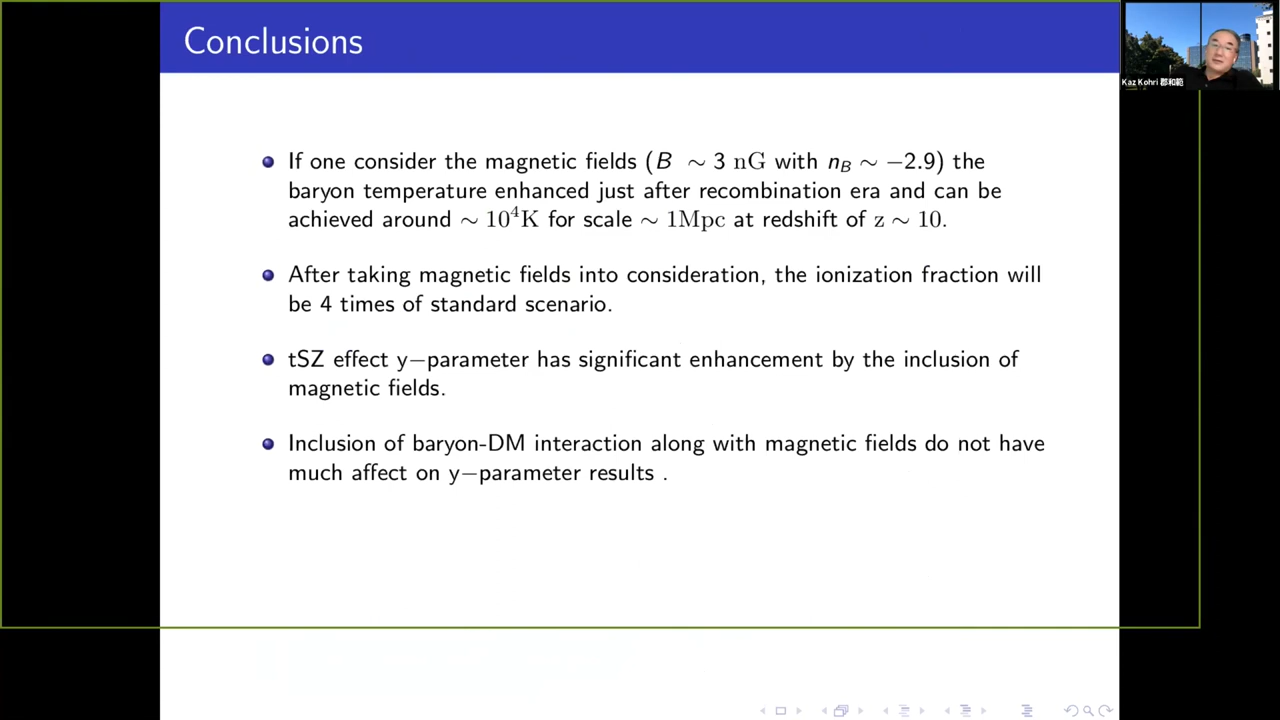 Conclusions
Kaz Kohri 郡和範
If one consider the magnetic fields (B ∼ 3 nG with n_B ∼ −2.9) the
baryon temperature enhanced just after recombination era and can be
achieved around ∼ 10⁴K for scale ∼ 1Mpc at redshift of z ∼ 10.
After taking magnetic fields into consideration, the ionization fraction will
be 4 times of standard scenario.
tSZ effect y−parameter has significant enhancement by the inclusion of
magnetic fields.
Inclusion of baryon-DM interaction along with magnetic fields do not have
much affect on y−parameter results .